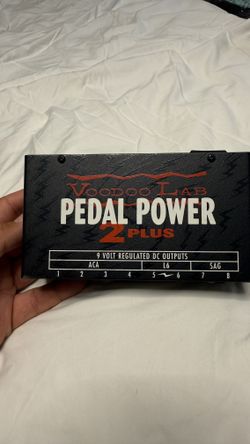 VOODOO LAB
PEDAL POWER
2 PLUS
9 VOLT REGULATED DC OUTPUTS
ACA L6 SAG
1 2 3 4 5 6 7 8